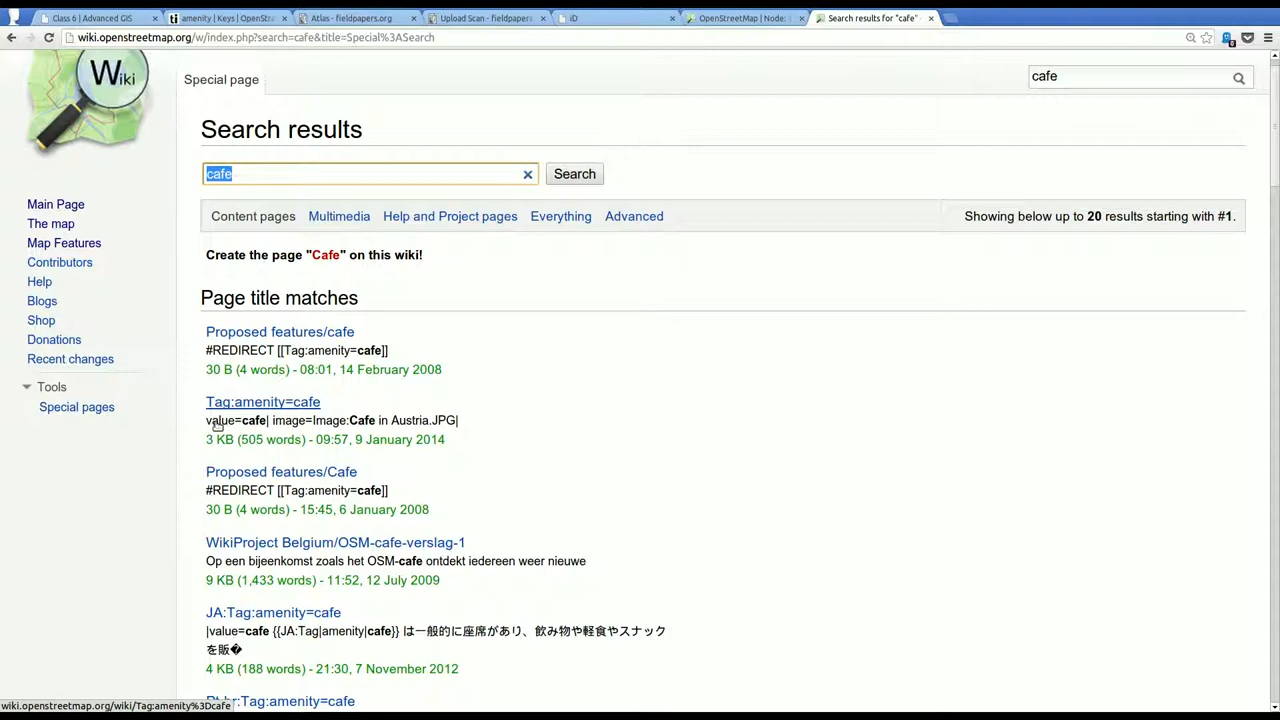 Class 6 | Advanced GIS
amenity | Keys | OpenStra
Atlas - fieldpapers.org
Upload Scan - fieldpapers
iD
OpenStreetMap | Node:
Search results for "cafe"
wiki.openstreetmap.org/w/index.php?search=cafe&title=Special%3ASearch
Wiki
Special page
cafe
Search results
cafe
Search
Content pages Multimedia Help and Project pages Everything Advanced
Showing below up to 20 results starting with #1.
Create the page "Cafe" on this wiki!
Page title matches
Proposed features/cafe
#REDIRECT [[Tag:amenity=cafe]]
30 B (4 words) - 08:01, 14 February 2008
Tag:amenity=cafe
value=cafe| image=Image:Cafe in Austria.JPG|
3 KB (505 words) - 09:57, 9 January 2014
Proposed features/Cafe
#REDIRECT [[Tag:amenity=cafe]]
30 B (4 words) - 15:45, 6 January 2008
WikiProject Belgium/OSM-cafe-verslag-1
Op een bijeenkomst zoals het OSM-cafe ontdekt iedereen weer nieuwe
9 KB (1,433 words) - 11:52, 12 July 2009
JA:Tag:amenity=cafe
|value=cafe {{JA:Tag|amenity|cafe}} は一般的に座席があり、飲み物や軽食やスナック
を販�
4 KB (188 words) - 21:30, 7 November 2012
Pt-br:Tag:amenity=cafe
Main Page
The map
Map Features
Contributors
Help
Blogs
Shop
Donations
Recent changes
Tools
Special pages
wiki.openstreetmap.org/wiki/Tag:amenity%3Dcafe